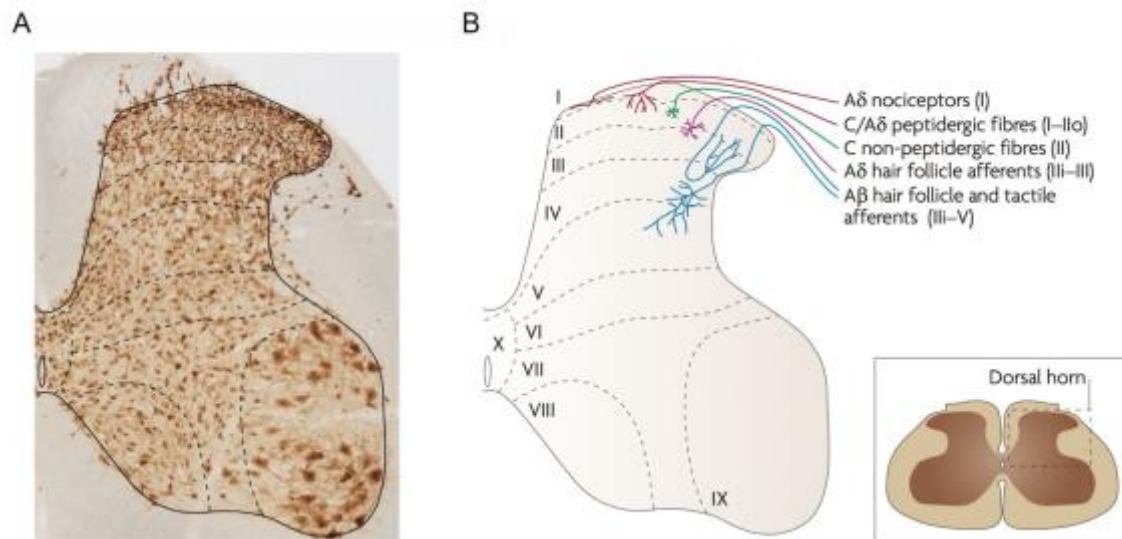 A
B
I
II
III
IV
V
VI
X
VII
VIII
IX
Aδ nociceptors (I)
C/Aδ peptidergic fibres (I–IIo)
C non-peptidergic fibres (II)
Aδ hair follicle afferents (IIi–III)
Aβ hair follicle and tactile
afferents (IIi–V)
Dorsal horn